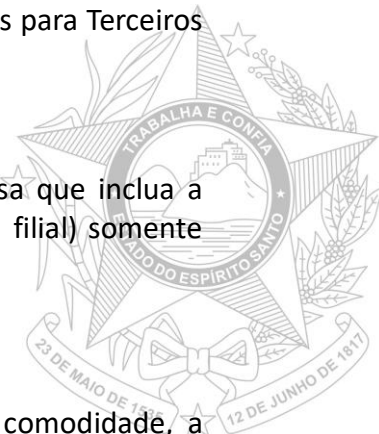 s para Terceiros
TRABALHA E CONFIA
sa que inclua a
filial) somente
ESTADO DO ESPÍRITO SANTO
23 DE MAIO DE 1535
12 DE JUNHO DE 1817
comodidade, a